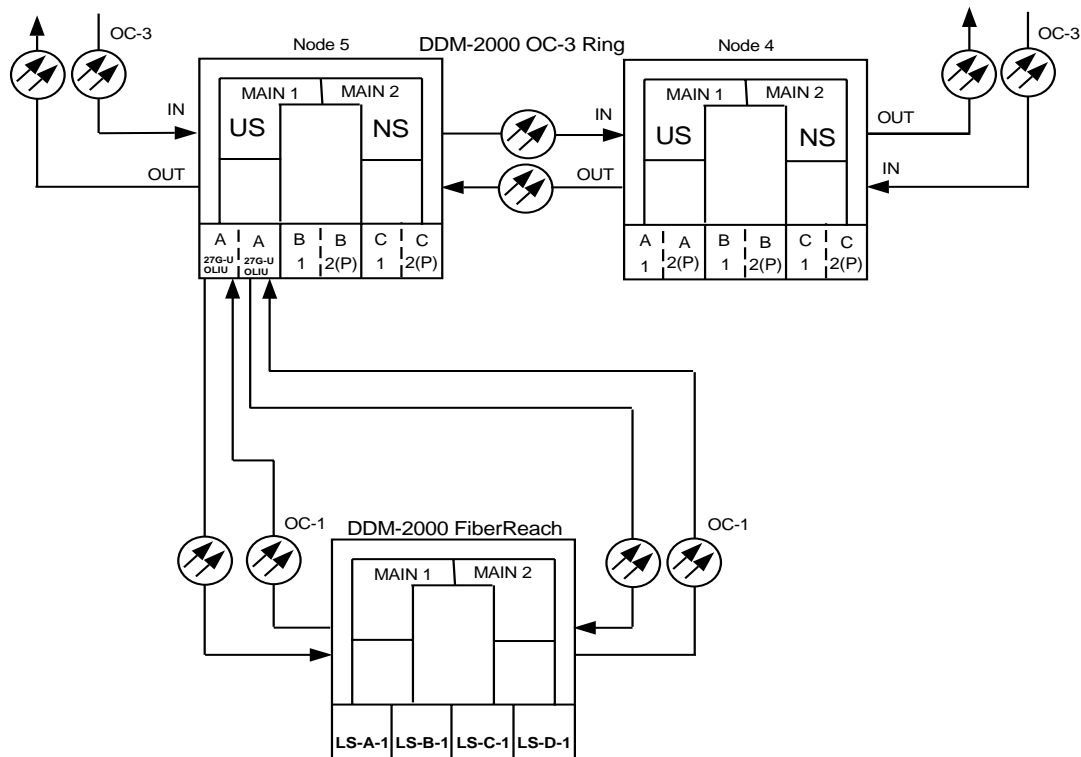 OC-3
Node 5
DDM-2000 OC-3 Ring
Node 4
OC-3
MAIN 1
MAIN 2
MAIN 1
MAIN 2
IN
US
NS
IN
US
NS
OUT
OUT
OUT
IN
A
27G-U
OLIU
A
27G-U
OLIU
B
1
B
2(P)
C
1
C
2(P)
A
1
A
2(P)
B
1
B
2(P)
C
1
C
2(P)
OC-1
DDM-2000 FiberReach
OC-1
MAIN 1
MAIN 2
LS-A-1
LS-B-1
LS-C-1
LS-D-1